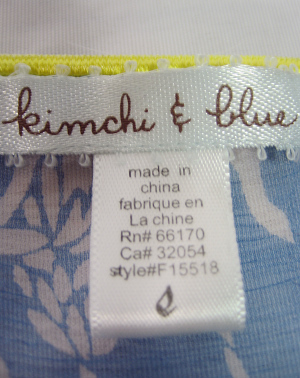 kimchi & blue
made in
china
fabrique en
La chine
Rn# 66170
Ca# 32054
style#F15518